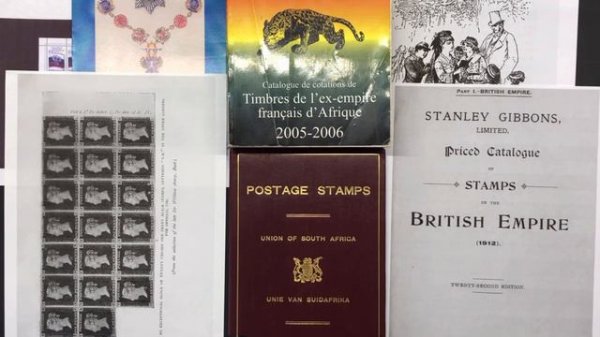 Catalogue de cotations de
Timbres de l'ex-empire
français d'Afrique
2005-2006
POSTAGE STAMPS
UNION OF SOUTH AFRICA
UNIE VAN SUIDAFRIKA
PART I.—BRITISH EMPIRE.
STANLEY GIBBONS,
LIMITED,
Priced Catalogue
OF
STAMPS
OF THE
BRITISH EMPIRE
(1912).
TWENTY-SECOND EDITION.